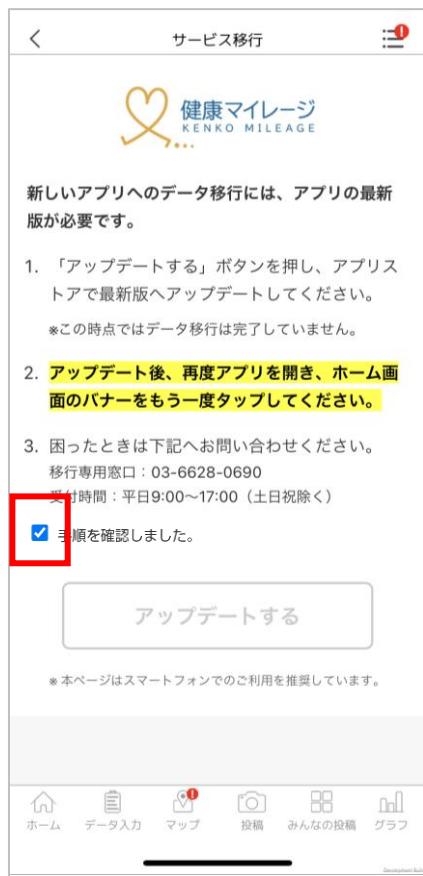 サービス移行
健康マイレージ
KENKO MILEAGE
新しいアプリへのデータ移行には、アプリの最新
版が必要です。
1. 「アップデートする」ボタンを押し、アプリス
トアで最新版へアップデートしてください。
※この時点ではデータ移行は完了していません。
2. アップデート後、再度アプリを開き、ホーム画
面のバナーをもう一度タップしてください。
3. 困ったときは下記へお問い合わせください。
移行専用窓口：03-6628-0690
受付時間：平日9:00〜17:00（土日祝除く）
手順を確認しました。
アップデートする
※本ページはスマートフォンでのご利用を推奨しています。
ホーム データ入力 マップ 投稿 みんなの投稿 グラフ
Development Build